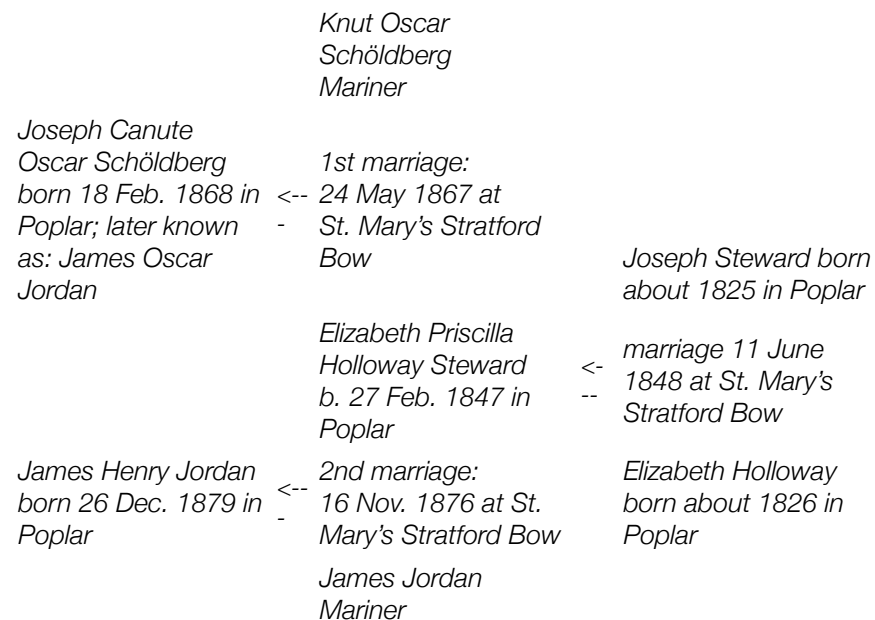 Knut Oscar
Schöldberg
Mariner
Joseph Canute
Oscar Schöldberg
born 18 Feb. 1868 in
Poplar; later known
as: James Oscar
Jordan
<--
-
1st marriage:
24 May 1867 at
St. Mary’s Stratford
Bow
Joseph Steward born
about 1825 in Poplar
Elizabeth Priscilla
Holloway Steward
b. 27 Feb. 1847 in
Poplar
<-
--
marriage 11 June
1848 at St. Mary’s
Stratford Bow
James Henry Jordan
born 26 Dec. 1879 in
Poplar
<--
-
2nd marriage:
16 Nov. 1876 at St.
Mary’s Stratford Bow
Elizabeth Holloway
born about 1826 in
Poplar
James Jordan
Mariner